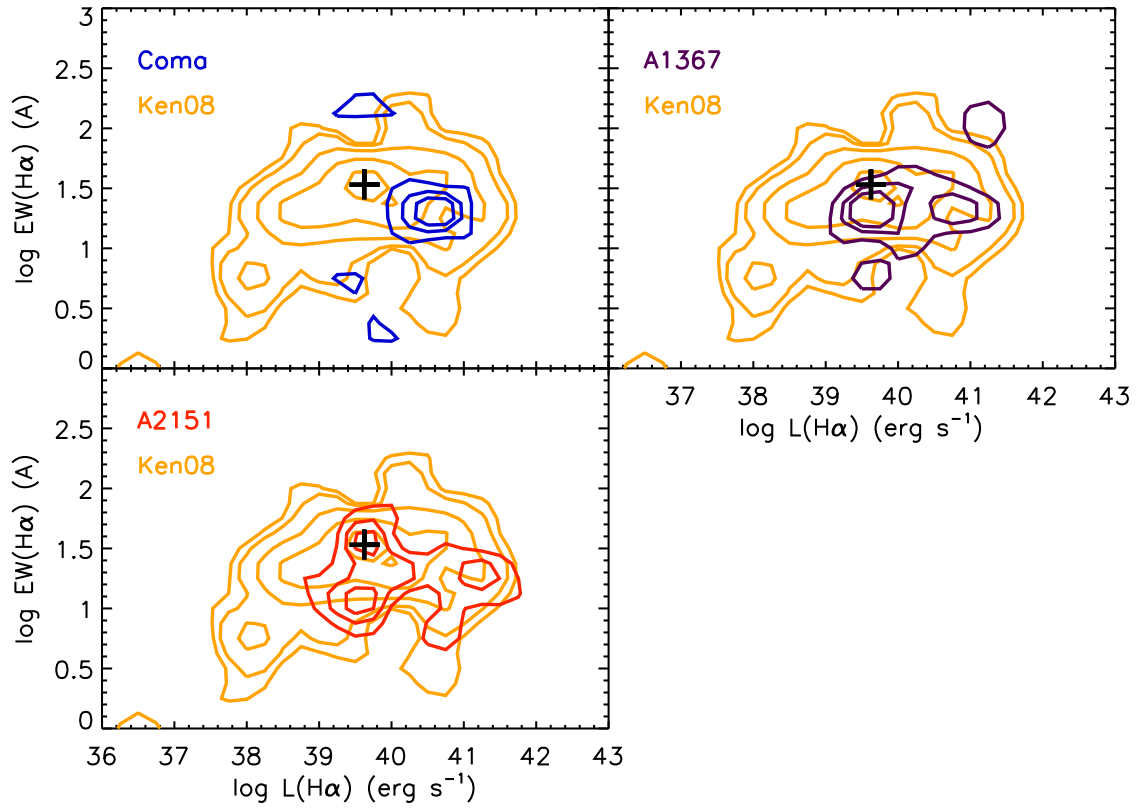 3
2.5
2
1.5
1
0.5
0
log EW(Hα) (A)
Coma
Ken08
A1367
Ken08
37 38 39 40 41 42 43
log L(Hα) (erg s⁻¹)
2.5
2
1.5
1
0.5
0
log EW(Hα) (A)
A2151
Ken08
36 37 38 39 40 41 42 43
log L(Hα) (erg s⁻¹)